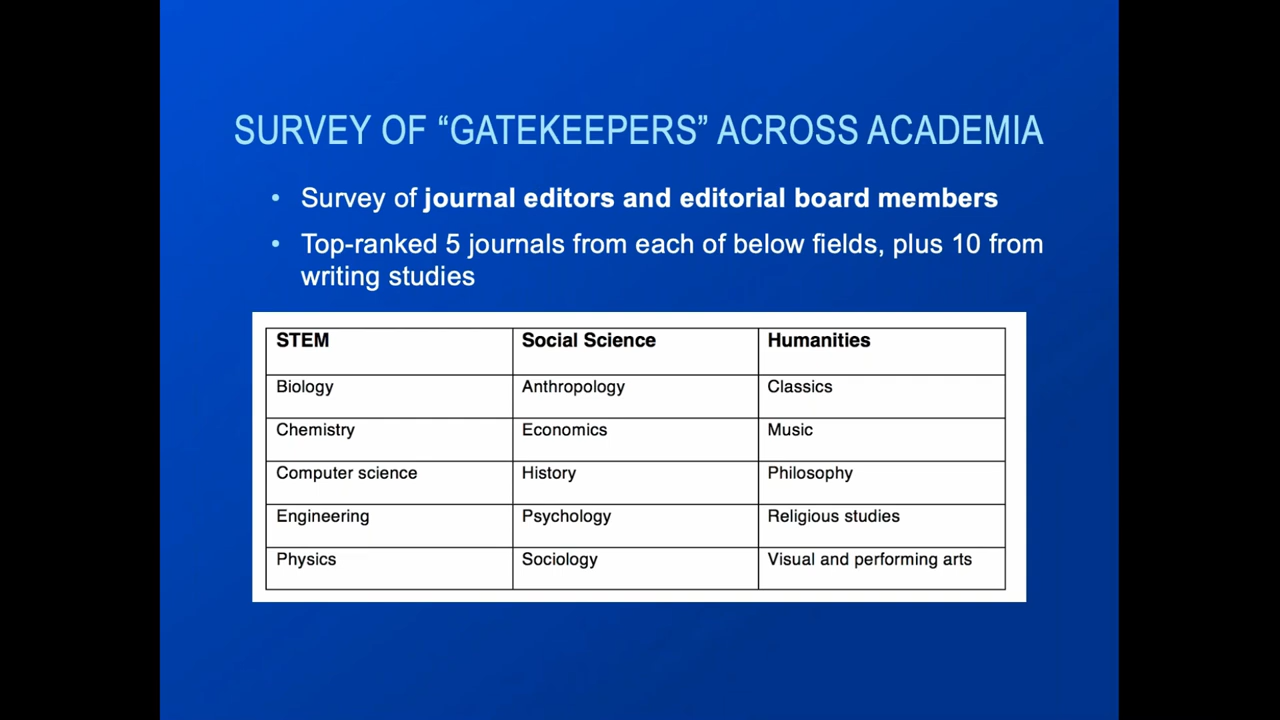 SURVEY OF “GATEKEEPERS” ACROSS ACADEMIA
• Survey of journal editors and editorial board members
• Top-ranked 5 journals from each of below fields, plus 10 from
writing studies
STEM Social Science Humanities
Biology Anthropology Classics
Chemistry Economics Music
Computer science History Philosophy
Engineering Psychology Religious studies
Physics Sociology Visual and performing arts